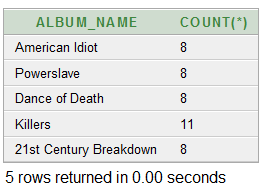 ALBUM_NAME COUNT(*)
American Idiot 8
Powerslave 8
Dance of Death 8
Killers 11
21st Century Breakdown 8
5 rows returned in 0.00 seconds